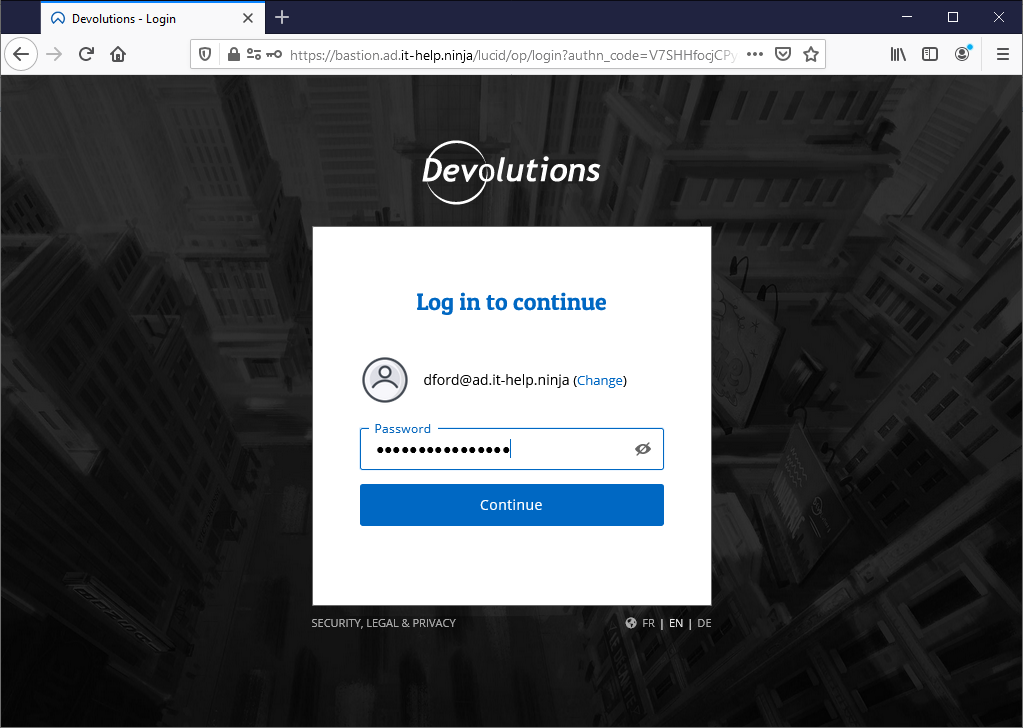 Devolutions - Login
https://bastion.ad.it-help.ninja/lucid/op/login?authn_code=V7SHHfocjCPy
Devolutions
Log in to continue
dford@ad.it-help.ninja (Change)
Password
Continue
SECURITY, LEGAL & PRIVACY
FR | EN | DE